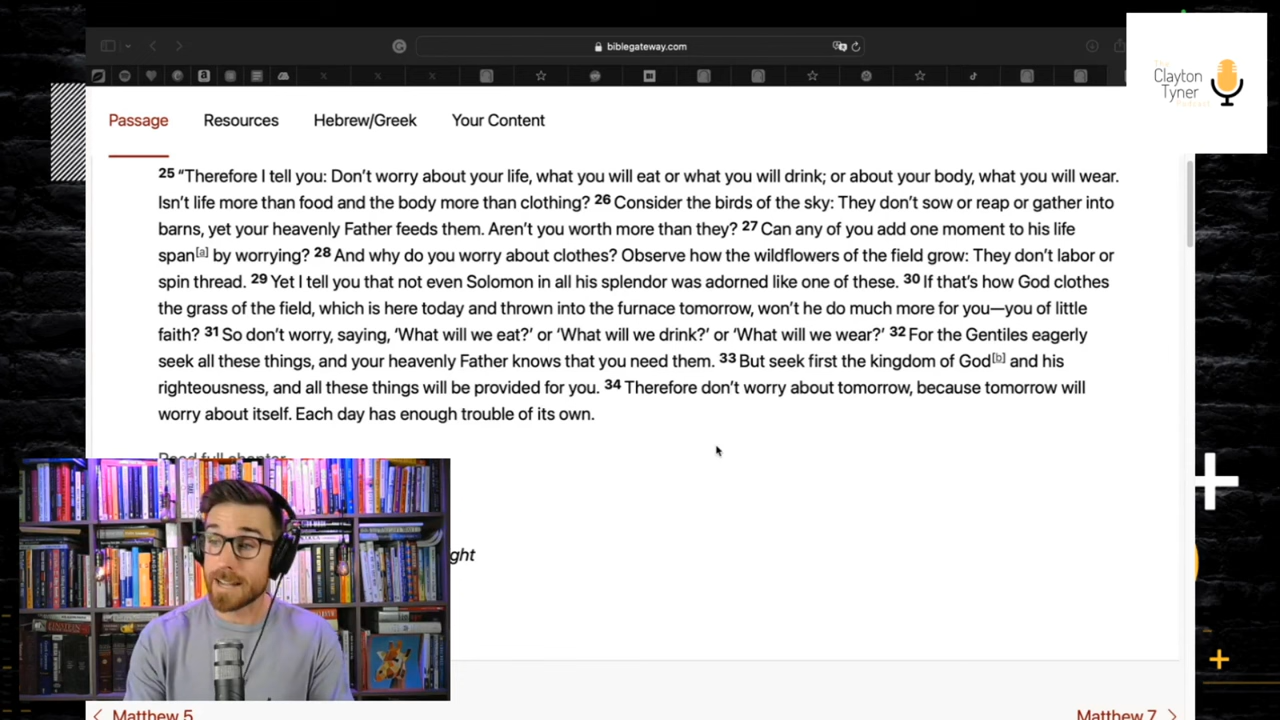 biblegateway.com
The
Clayton
Tyner
Podcast
Passage Resources Hebrew/Greek Your Content
25 “Therefore I tell you: Don’t worry about your life, what you will eat or what you will drink; or about your body, what you will wear.
Isn’t life more than food and the body more than clothing? 26 Consider the birds of the sky: They don’t sow or reap or gather into
barns, yet your heavenly Father feeds them. Aren’t you worth more than they? 27 Can any of you add one moment to his life
span[a] by worrying? 28 And why do you worry about clothes? Observe how the wildflowers of the field grow: They don’t labor or
spin thread. 29 Yet I tell you that not even Solomon in all his splendor was adorned like one of these. 30 If that’s how God clothes
the grass of the field, which is here today and thrown into the furnace tomorrow, won’t he do much more for you—you of little
faith? 31 So don’t worry, saying, ‘What will we eat?’ or ‘What will we drink?’ or ‘What will we wear?’ 32 For the Gentiles eagerly
seek all these things, and your heavenly Father knows that you need them. 33 But seek first the kingdom of God[b] and his
righteousness, and all these things will be provided for you. 34 Therefore don’t worry about tomorrow, because tomorrow will
worry about itself. Each day has enough trouble of its own.
Read full chapter
ght
Matthew 5
Matthew 7